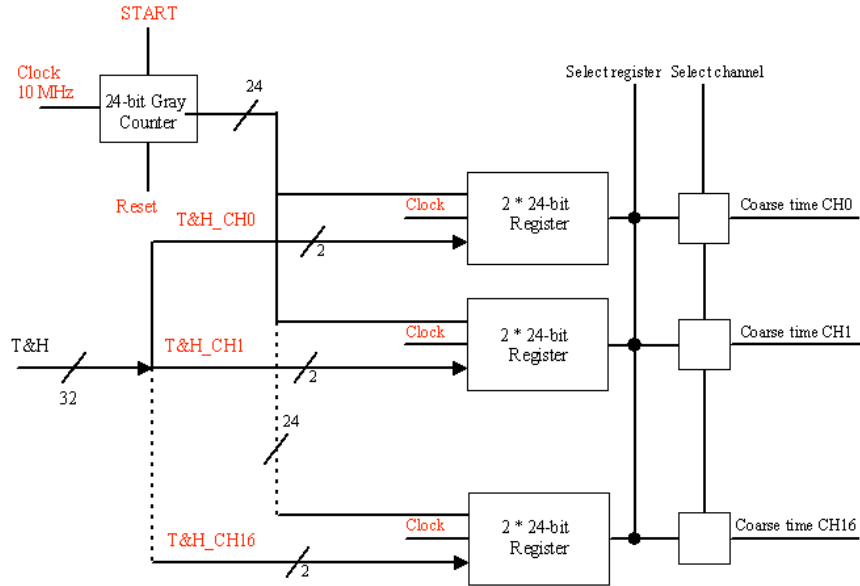 START
Clock
10 MHz
24-bit Gray
Counter
24
Reset
Select register
Select channel
T&H_CH0
2
Clock
2 * 24-bit
Register
Coarse time CH0
T&H
32
T&H_CH1
2
Clock
2 * 24-bit
Register
Coarse time CH1
24
T&H_CH16
2
Clock
2 * 24-bit
Register
Coarse time CH16